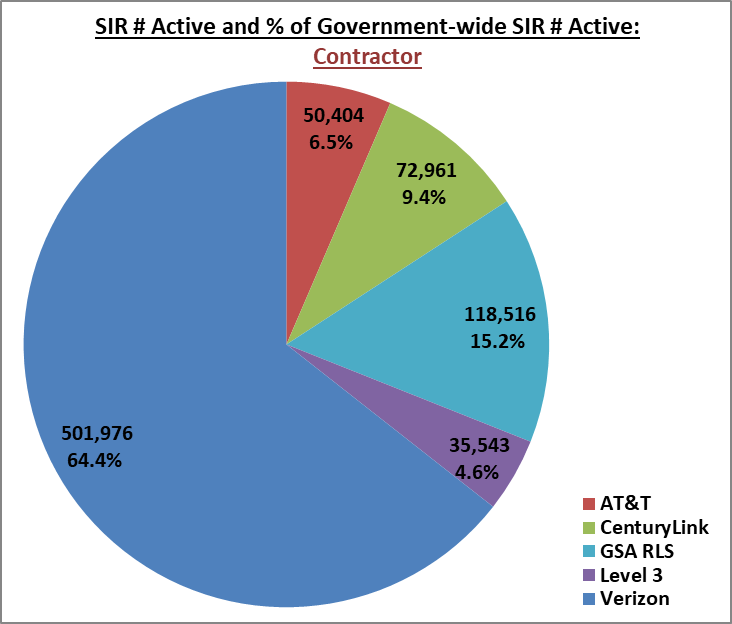 SIR # Active and % of Government-wide SIR # Active:
Contractor
50,404
6.5%
72,961
9.4%
118,516
15.2%
35,543
4.6%
501,976
64.4%
AT&T
CenturyLink
GSA RLS
Level 3
Verizon